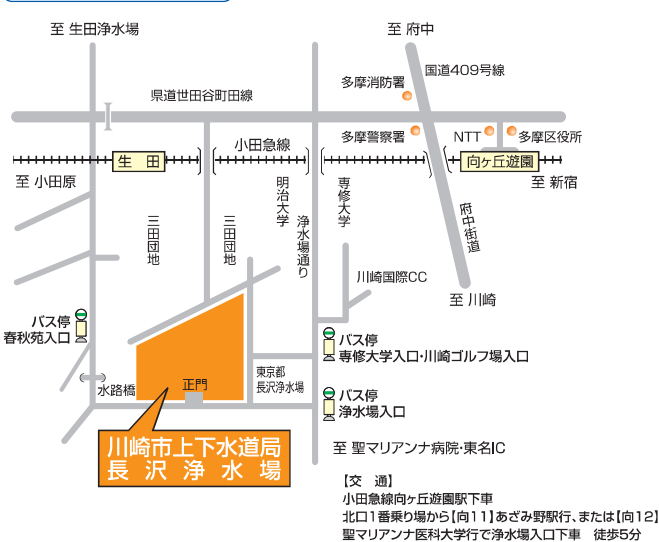 至 生田浄水場
至 府中
国道409号線
多摩消防署
県道世田谷町田線
多摩警察署
NTT
多摩区役所
小田急線
生 田
向ヶ丘遊園
至 小田原
至 新宿
明治大学
専修大学
三田団地
三田団地
浄水場通り
府中街道
川崎国際CC
至 川崎
バス停
春秋苑入口
バス停
専修大学入口・川崎ゴルフ場入口
水路橋
正門
東京都
長沢浄水場
バス停
浄水場入口
川崎市上下水道局
長沢浄水場
至 聖マリアンナ病院・東名IC
【交 通】
小田急線向ヶ丘遊園駅下車
北口1番乗り場から【向11】あざみ野駅行、または【向12】
聖マリアンナ医科大学行で浄水場入口下車 徒歩5分